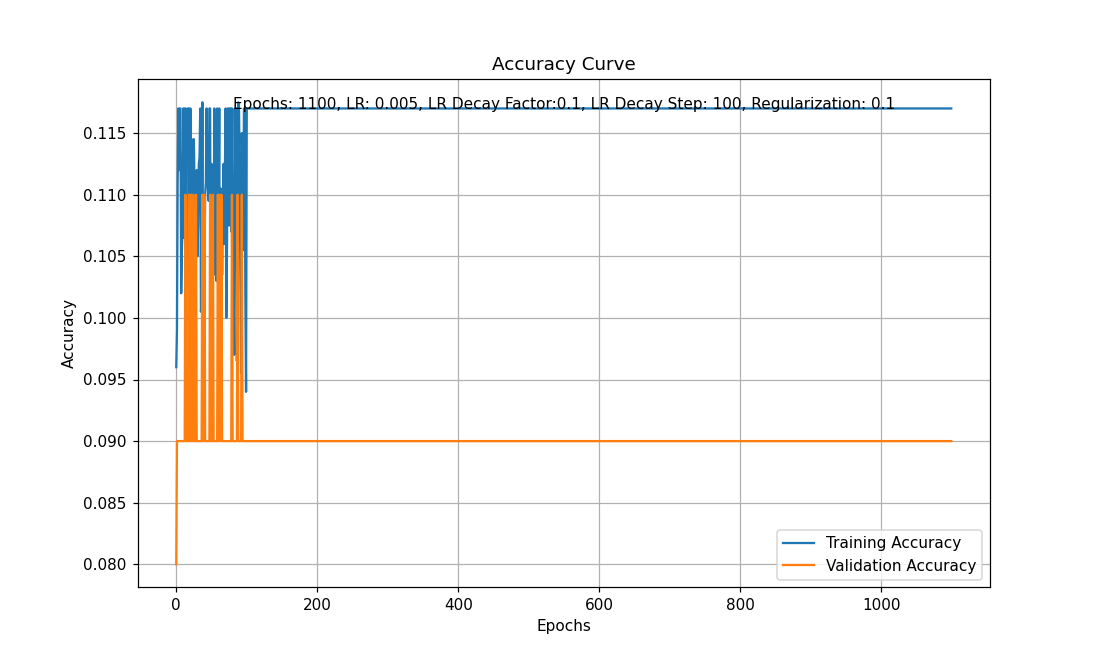 Accuracy Curve
Epochs: 1100, LR: 0.005, LR Decay Factor:0.1, LR Decay Step: 100, Regularization: 0.1
Accuracy
0.115
0.110
0.105
0.100
0.095
0.090
0.085
0.080
Training Accuracy
Validation Accuracy
0 200 400 600 800 1000
Epochs